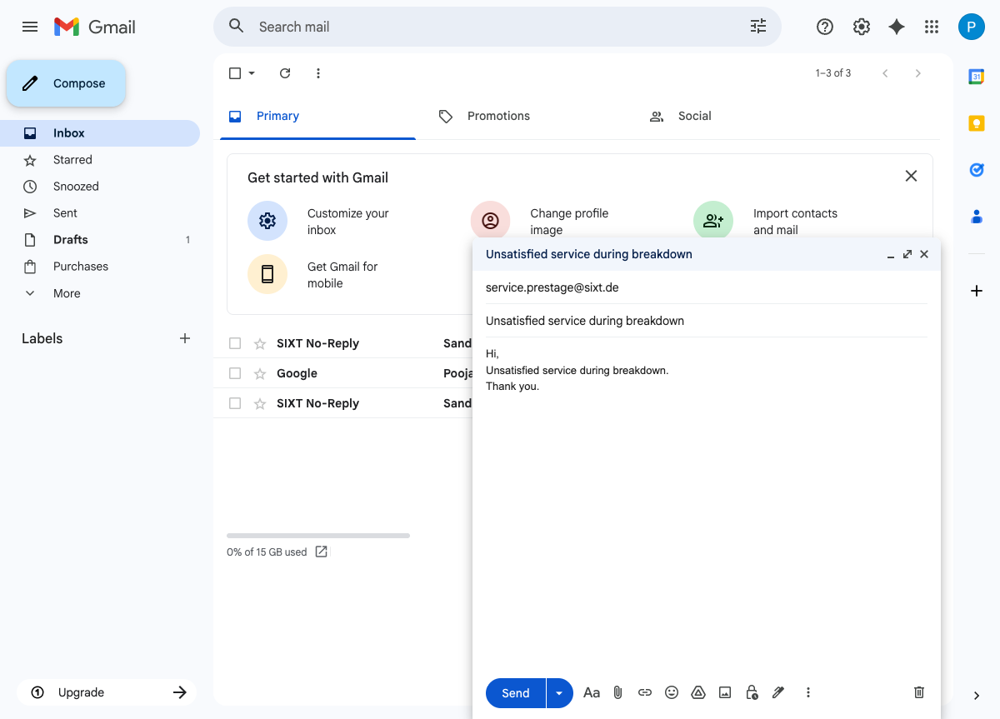 Gmail
Search mail
P
Compose
1–3 of 3
31
Inbox
Primary
Promotions
Social
Starred
Snoozed
Sent
Drafts
1
Purchases
More
Labels
Get started with Gmail
Customize your
inbox
Change profile
image
Import contacts
and mail
Get Gmail for
mobile
SIXT No-Reply
Sand
Google
Pooja
SIXT No-Reply
Sand
0% of 15 GB used
Unsatisfied service during breakdown
service.prestage@sixt.de
Unsatisfied service during breakdown
Hi,
Unsatisfied service during breakdown.
Thank you.
Send
Aa
1
Upgrade